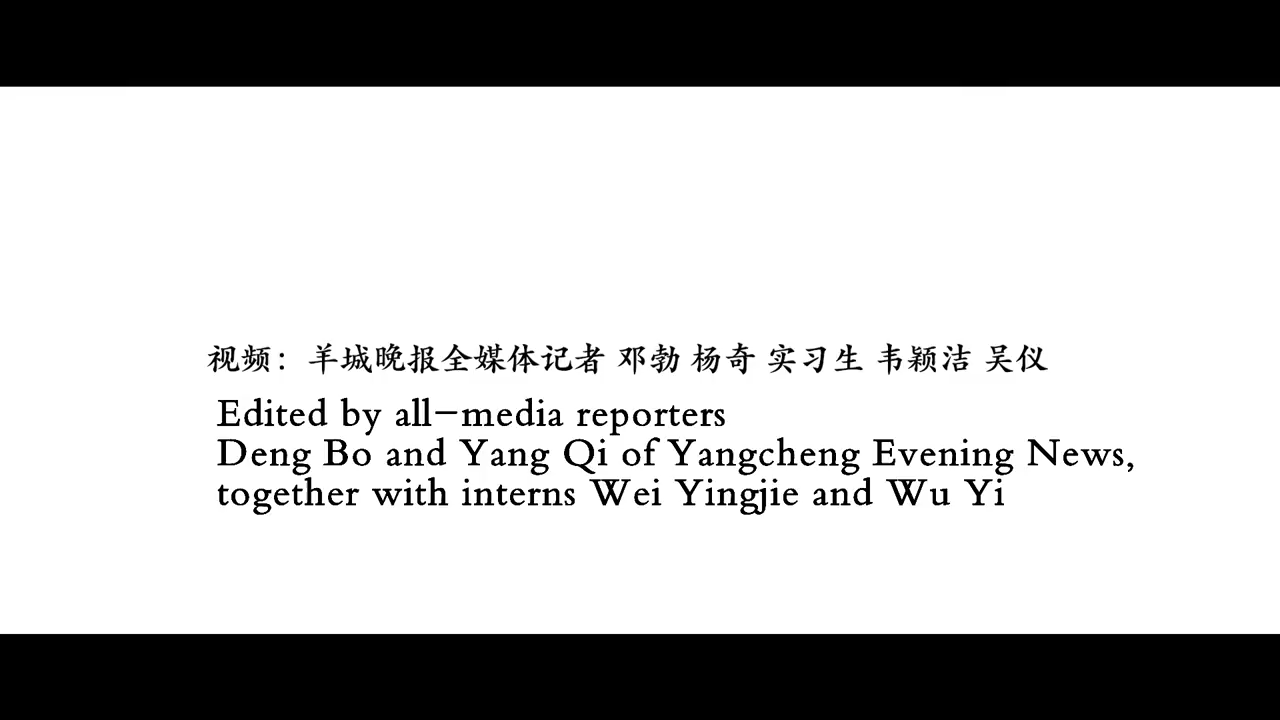 视频：羊城晚报全媒体记者 邓勃 杨奇 实习生 韦颖洁 吴仪
Edited by all-media reporters
Deng Bo and Yang Qi of Yangcheng Evening News,
together with interns Wei Yingjie and Wu Yi